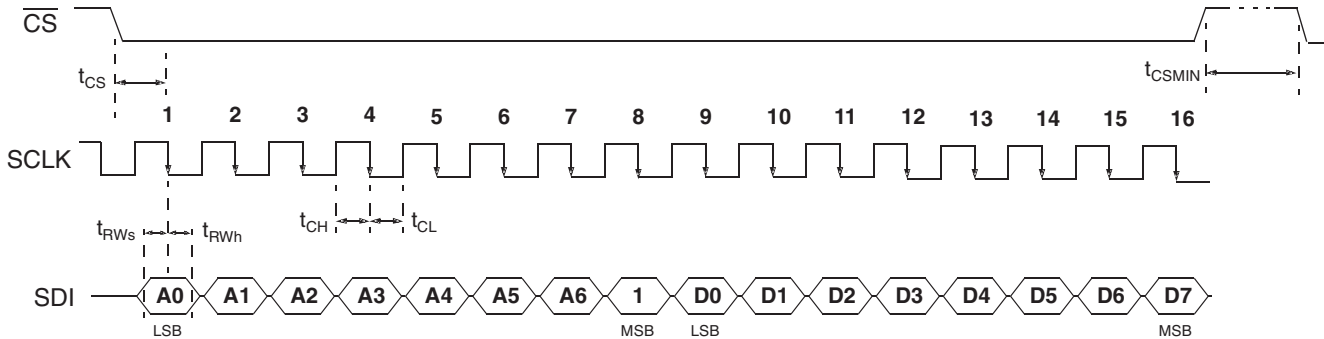 CS
tCS
tCSMIN
1 2 3 4 5 6 7 8 9 10 11 12 13 14 15 16
SCLK
tRWs tRWh tCH tCL
SDI A0 A1 A2 A3 A4 A5 A6 1 D0 D1 D2 D3 D4 D5 D6 D7
LSB MSB LSB MSB